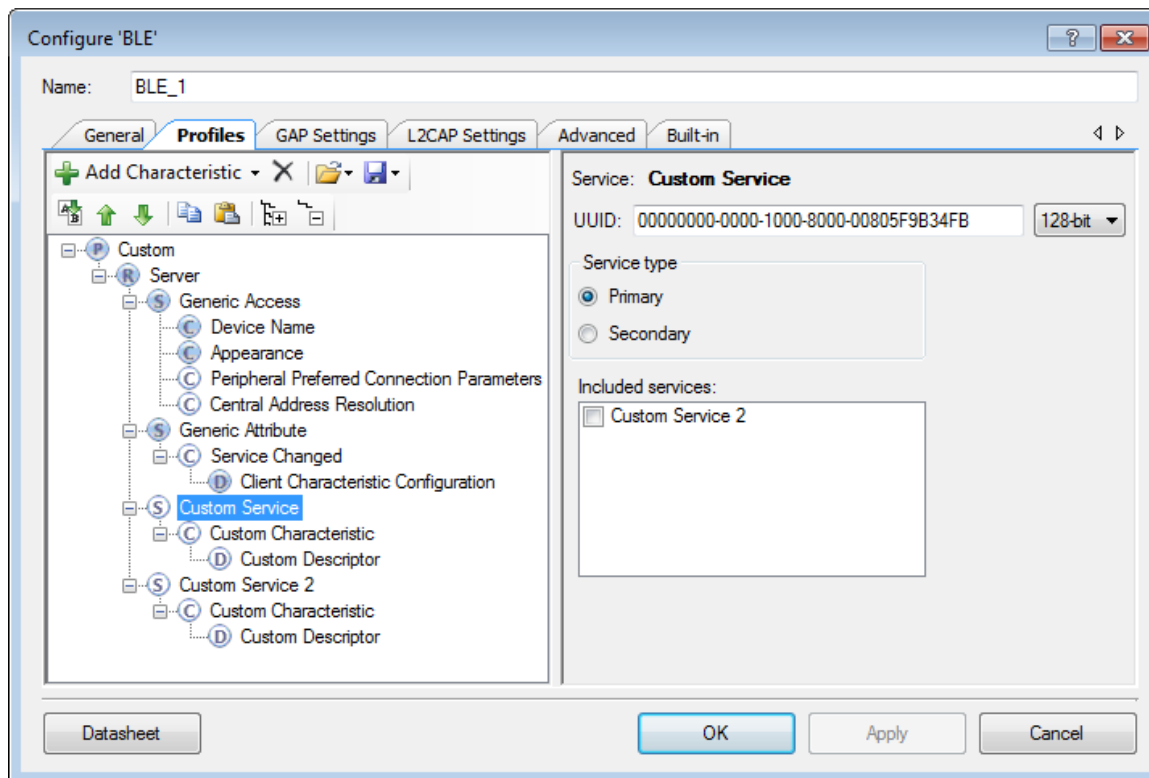 Configure 'BLE'
Name: BLE_1
General Profiles GAP Settings L2CAP Settings Advanced Built-in
Add Characteristic
Service: Custom Service
UUID: 00000000-0000-1000-8000-00805F9B34FB 128-bit
Service type
Primary
Secondary
Included services:
Custom Service 2
P Custom
R Server
S Generic Access
C Device Name
C Appearance
C Peripheral Preferred Connection Parameters
C Central Address Resolution
S Generic Attribute
C Service Changed
D Client Characteristic Configuration
S Custom Service
C Custom Characteristic
D Custom Descriptor
S Custom Service 2
C Custom Characteristic
D Custom Descriptor
Datasheet OK Apply Cancel